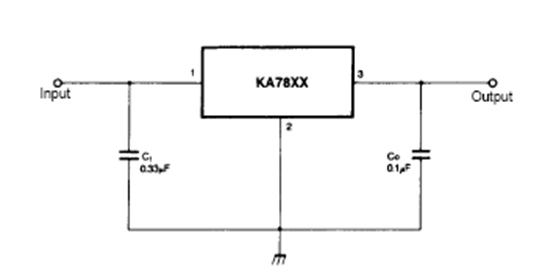 1
KA78XX
3
Input
Output
2
Ci
0.33µF
Co
0.1µF